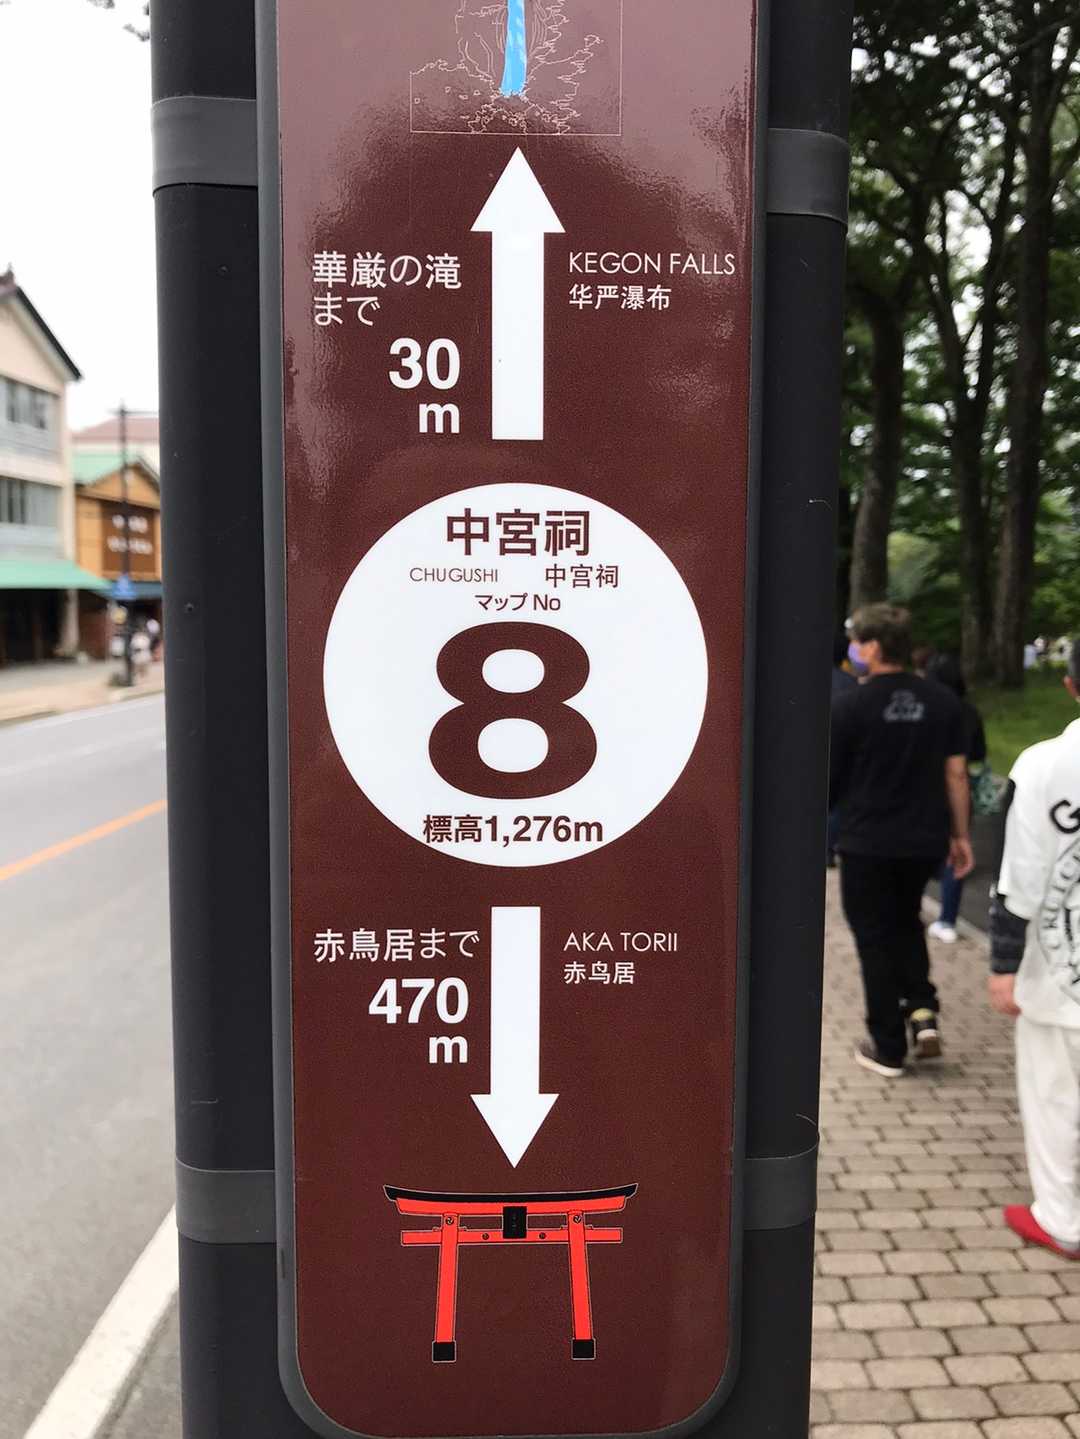 華厳の滝
まで
30
m
KEGON FALLS
华严瀑布
中宮祠
CHUGUSHI 中宫祠
マップ No
8
標高1,276m
赤鳥居まで
470
m
AKA TORII
赤鸟居